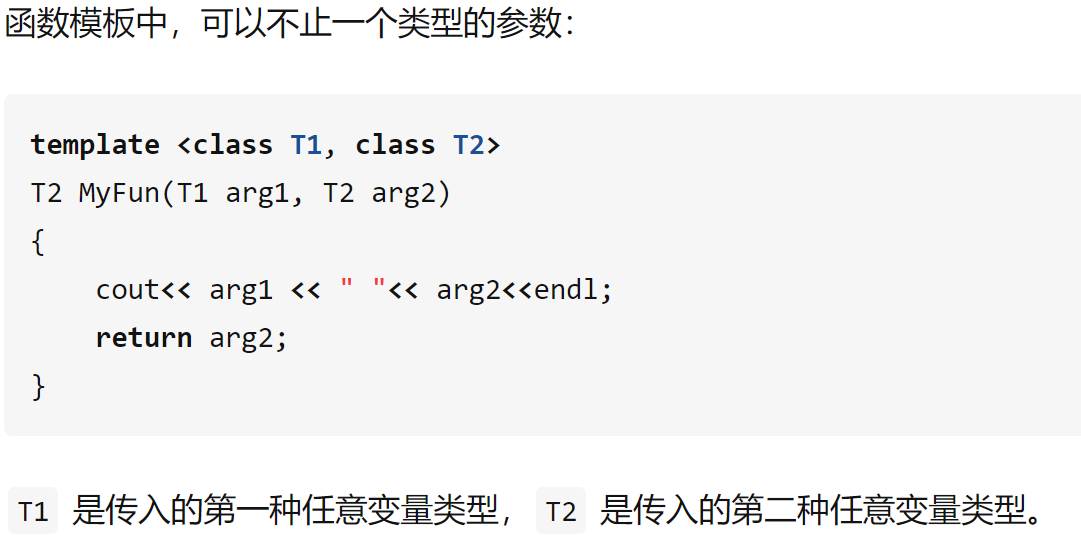 函数模板中，可以不止一个类型的参数：
template <class T1, class T2>
T2 MyFun(T1 arg1, T2 arg2)
{
    cout<< arg1 << " "<< arg2<<endl;
    return arg2;
}
T1 是传入的第一种任意变量类型， T2 是传入的第二种任意变量类型。